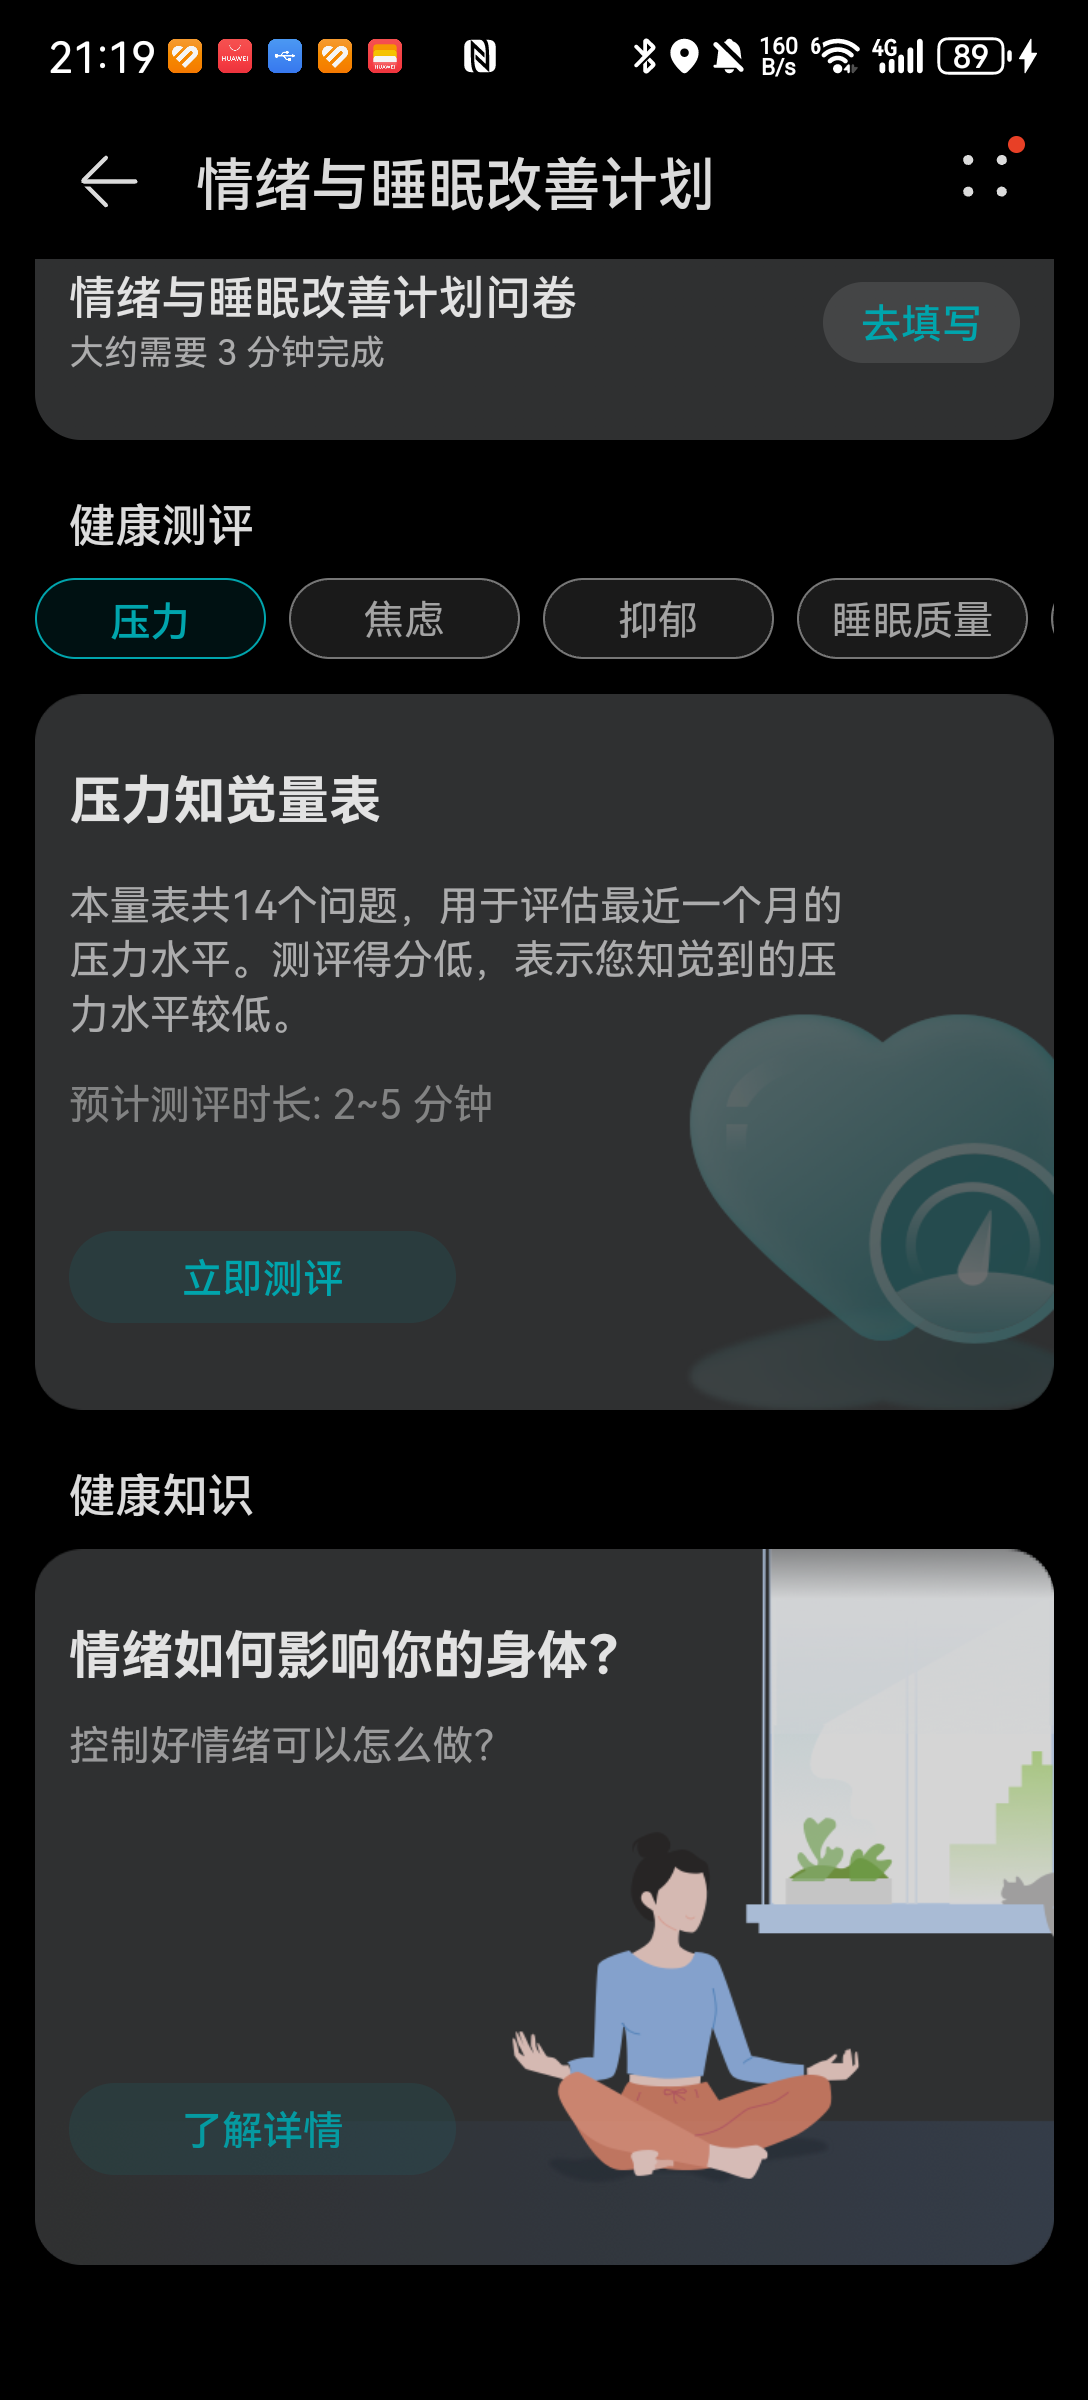 21:19
HUAWEI
HUAWEI
160
B/s
6
4G
89
情绪与睡眠改善计划
情绪与睡眠改善计划问卷
大约需要 3 分钟完成
去填写
健康测评
压力
焦虑
抑郁
睡眠质量
压力知觉量表
本量表共14个问题，用于评估最近一个月的
压力水平。测评得分低，表示您知觉到的压
力水平较低。
预计测评时长: 2~5 分钟
立即测评
健康知识
情绪如何影响你的身体?
控制好情绪可以怎么做?
了解详情